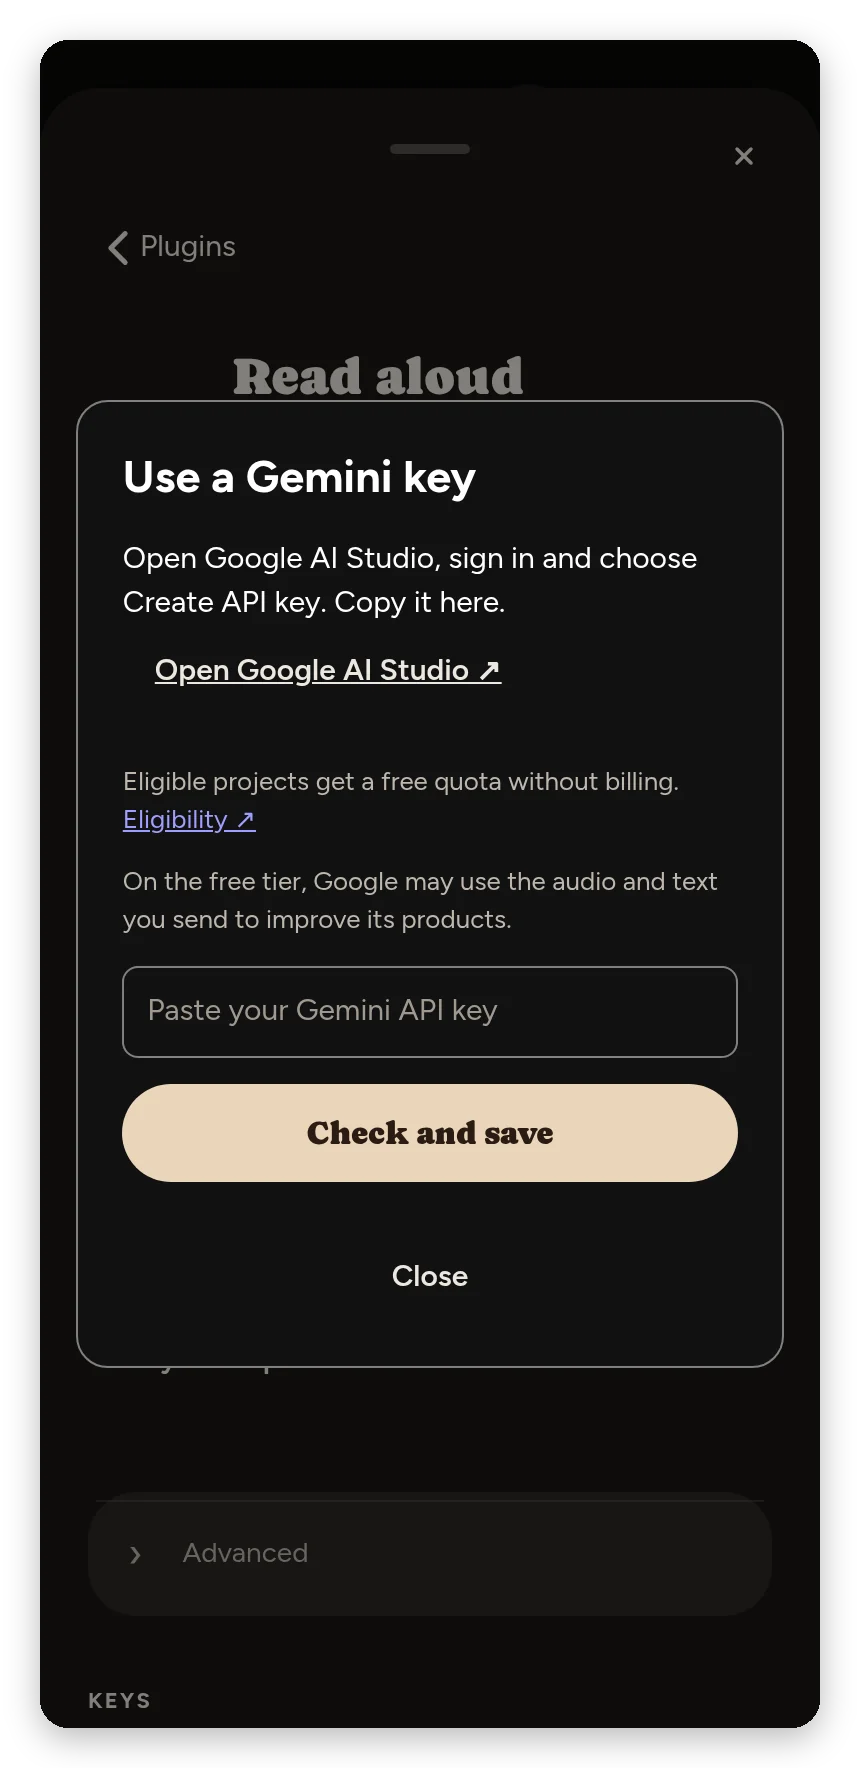 Plugins
Read aloud
Use a Gemini key
Open Google AI Studio, sign in and choose
Create API key. Copy it here.
Open Google AI Studio ↗
Eligible projects get a free quota without billing.
Eligibility ↗
On the free tier, Google may use the audio and text
you send to improve its products.
Paste your Gemini API key
Check and save
Close
Advanced
KEYS